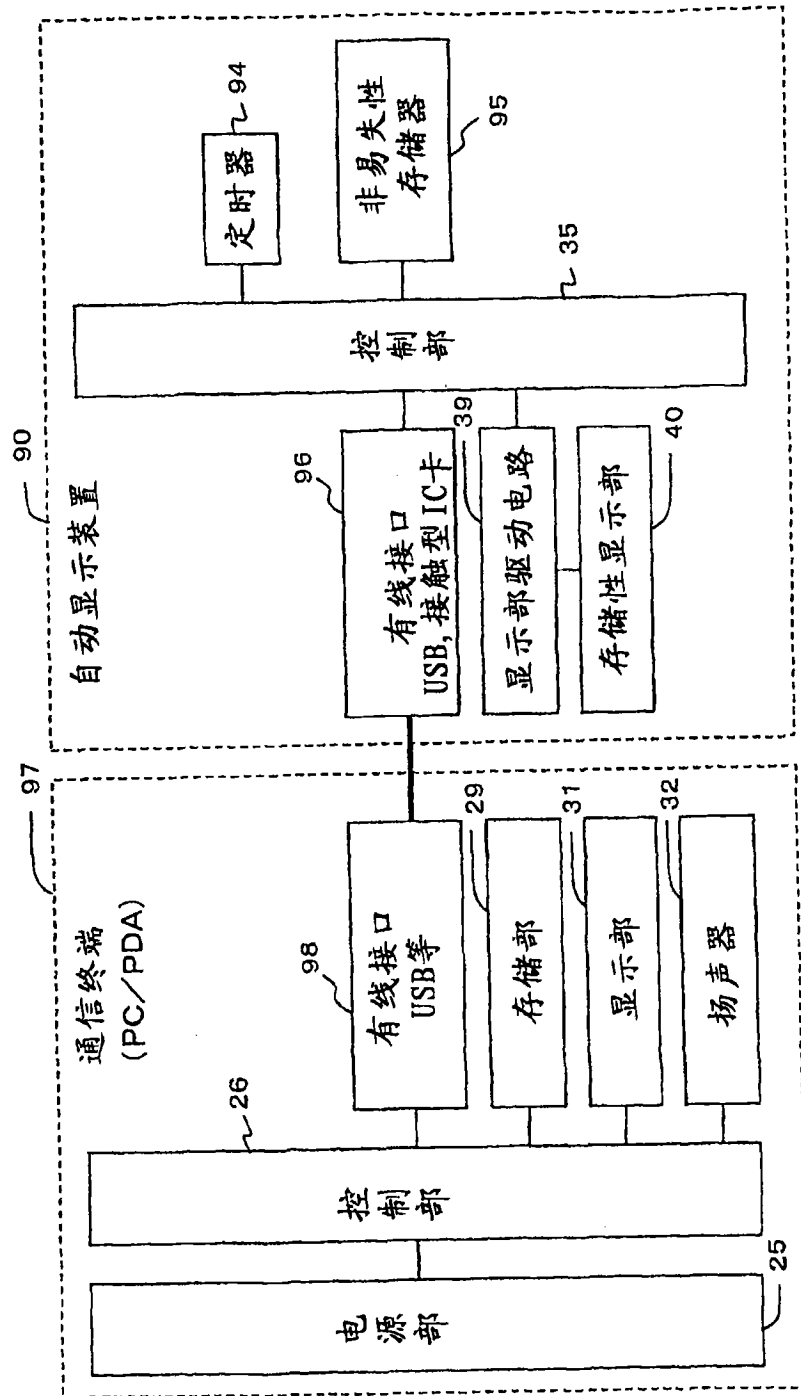 97
通信终端
(PC/PDA)
26
98
有线接口
USB等
29
存储部
31
显示部
32
扬声器
控制部
电源部
25
90
自动显示装置
94
定时器
非易失性
存储器
95
35
控制部
96
有线接口
USB,接触型IC卡
39
显示部驱动电路
40
存储性显示部